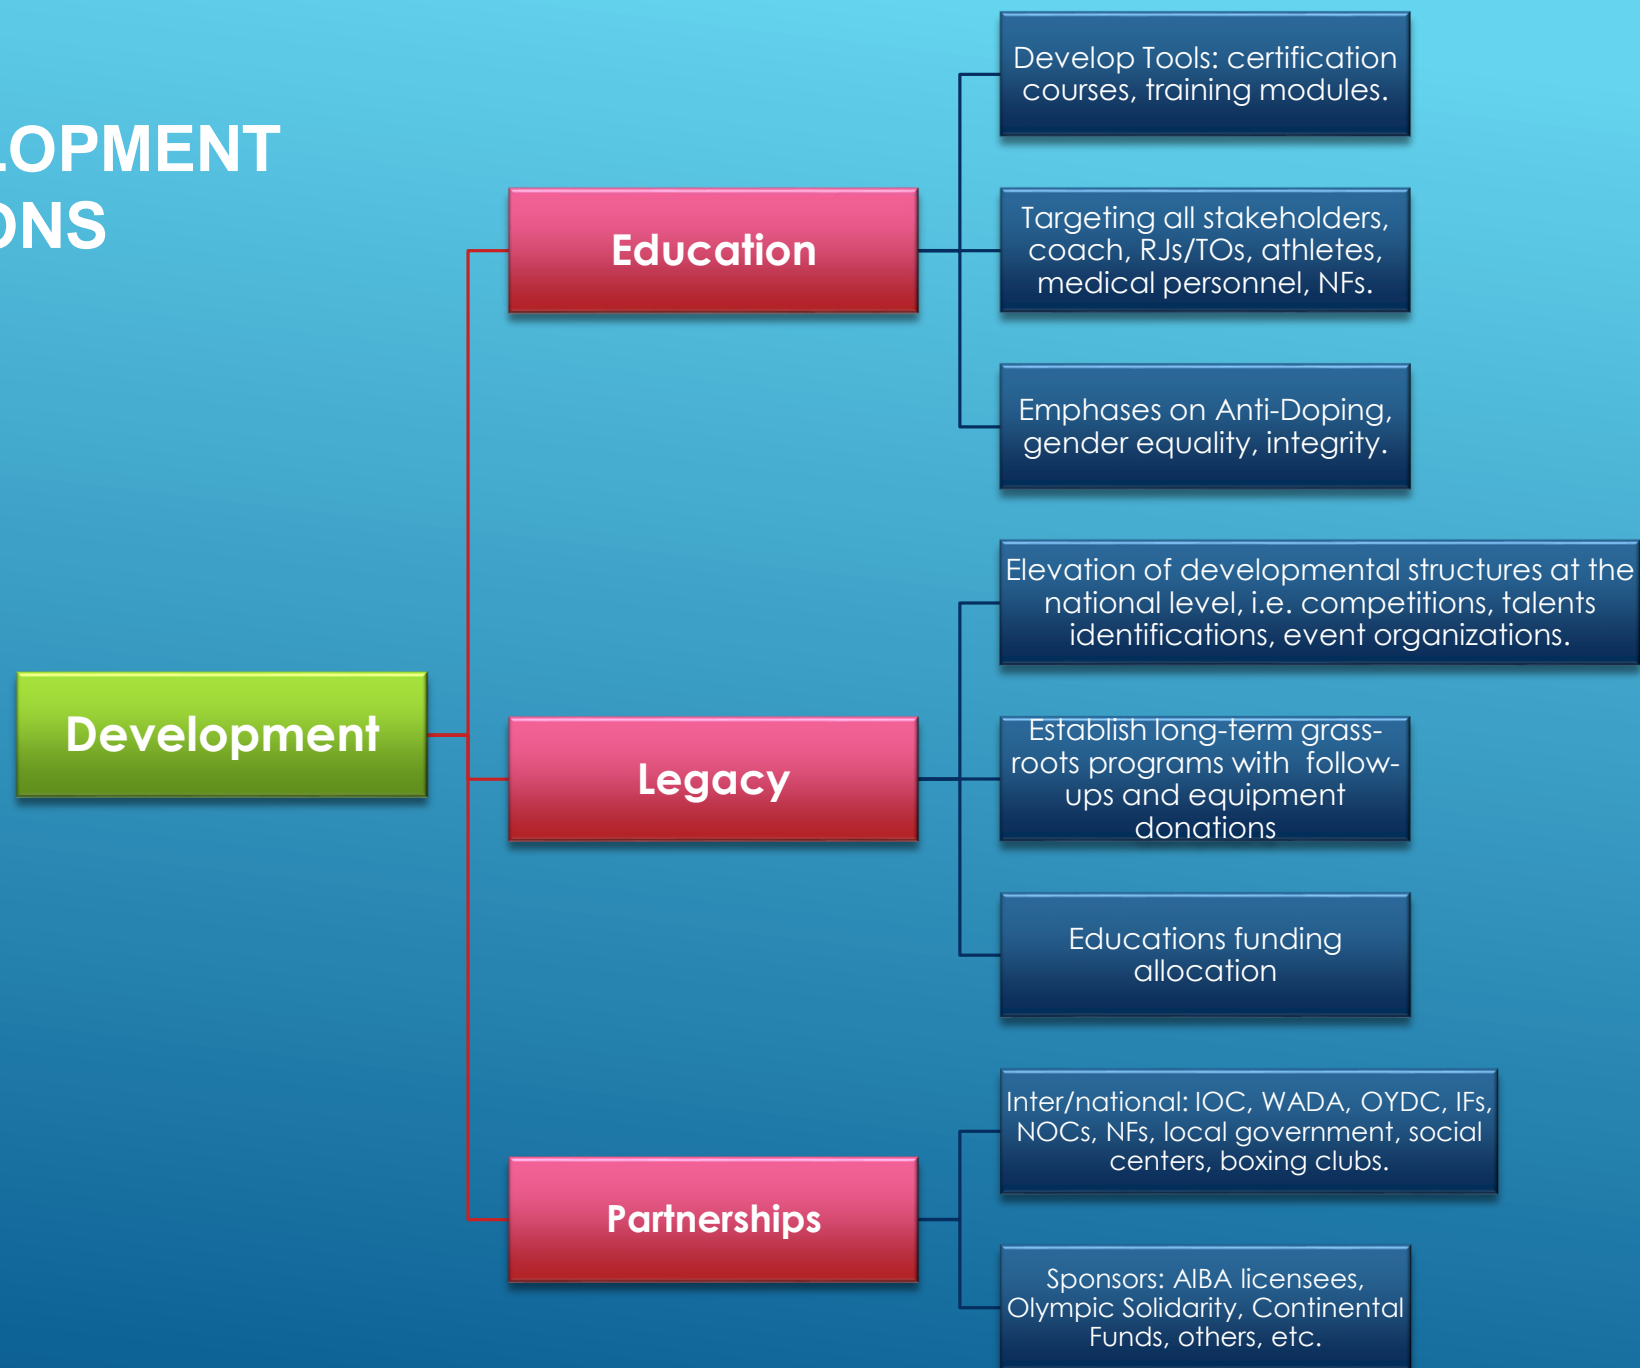 LOPMENT
ONS
Development
Education
Develop Tools: certification
courses, training modules.
Targeting all stakeholders,
coach, RJs/TOs, athletes,
medical personnel, NFs.
Emphases on Anti-Doping,
gender equality, integrity.
Legacy
Elevation of developmental structures at the
national level, i.e. competitions, talents
identifications, event organizations.
Establish long-term grass-
roots programs with follow-
ups and equipment
donations
Educations funding
allocation
Partnerships
Inter/national: IOC, WADA, OYDC, IFs,
NOCs, NFs, local government, social
centers, boxing clubs.
Sponsors: AIBA licensees,
Olympic Solidarity, Continental
Funds, others, etc.